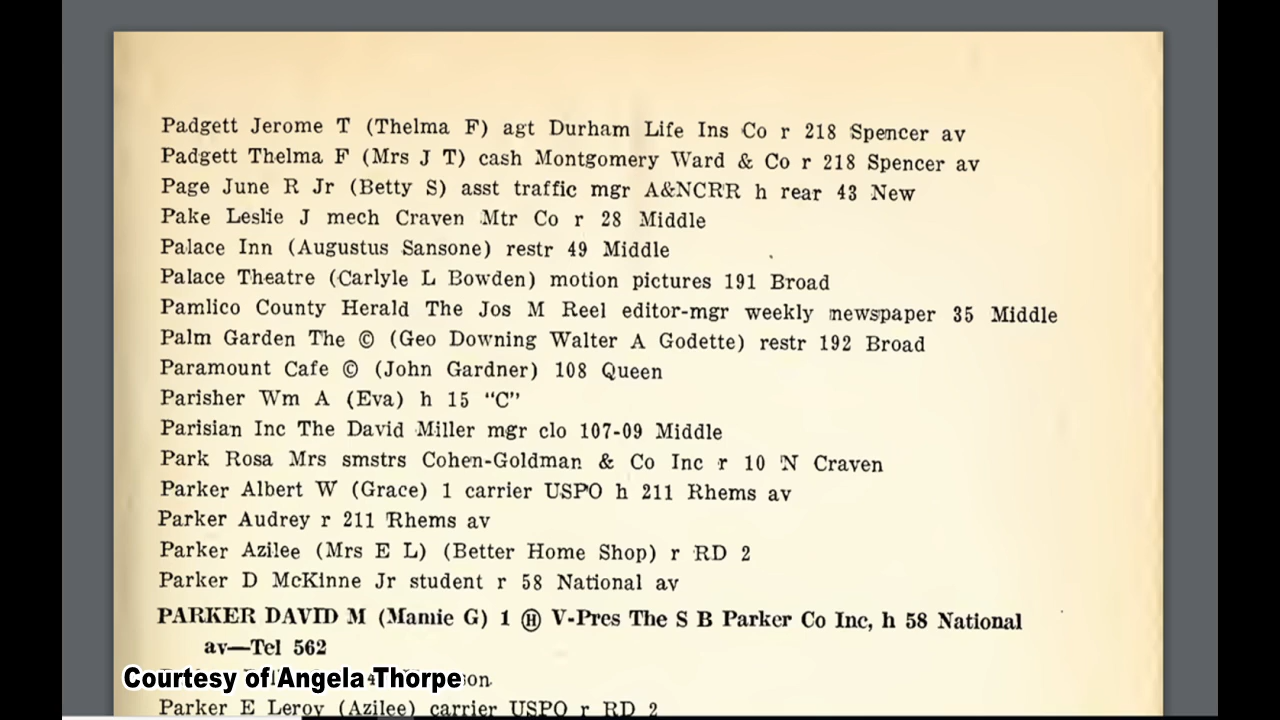 Padgett Jerome T (Thelma F) agt Durham Life Ins Co r 218 Spencer av
Padgett Thelma F (Mrs J T) cash Montgomery Ward & Co r 218 Spencer av
Page June R Jr (Betty S) asst traffic mgr A&NCRR h rear 43 New
Pake Leslie J mech Craven Mtr Co r 28 Middle
Palace Inn (Augustus Sansone) restr 49 Middle
Palace Theatre (Carlyle L Bowden) motion pictures 191 Broad
Pamlico County Herald The Jos M Reel editor-mgr weekly newspaper 35 Middle
Palm Garden The © (Geo Downing Walter A Godette) restr 192 Broad
Paramount Cafe © (John Gardner) 108 Queen
Parisher Wm A (Eva) h 15 "C"
Parisian Inc The David Miller mgr clo 107-09 Middle
Park Rosa Mrs smstrs Cohen-Goldman & Co Inc r 10 N Craven
Parker Albert W (Grace) 1 carrier USPO h 211 Rhems av
Parker Audrey r 211 Rhems av
Parker Azilee (Mrs E L) (Better Home Shop) r RD 2
Parker D McKinne Jr student r 58 National av
PARKER DAVID M (Mamie G) 1 Ⓗ V-Pres The S B Parker Co Inc, h 58 National
av—Tel 562
Courtesy of Angela Thorpe
Parker E Leroy (Azilee) carrier USPO r RD 2